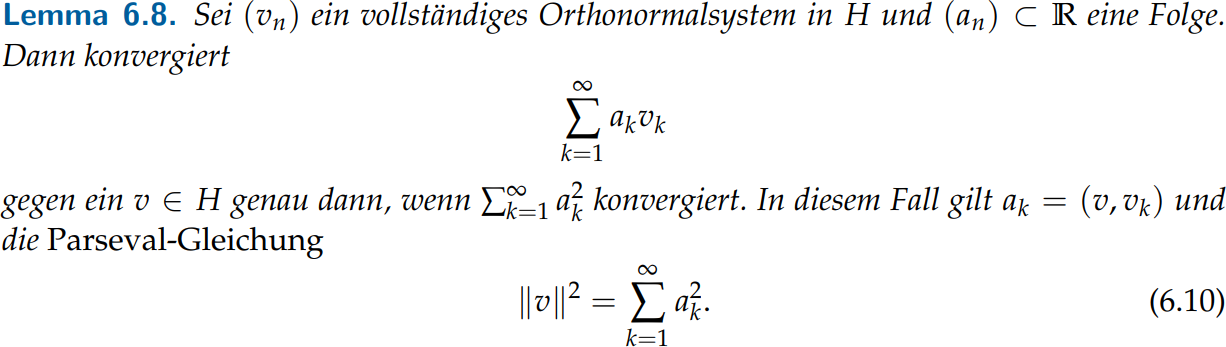 Lemma 6.8. Sei (vₙ) ein vollständiges Orthonormalsystem in H und (aₙ) ⊂ ℝ eine Folge.
Dann konvergiert
∑_{k=1}^{∞} a_k v_k
gegen ein v ∈ H genau dann, wenn ∑_{k=1}^{∞} a_k^2 konvergiert. In diesem Fall gilt a_k = (v, v_k) und
die Parseval-Gleichung
‖v‖² = ∑_{k=1}^{∞} a_k^2. (6.10)